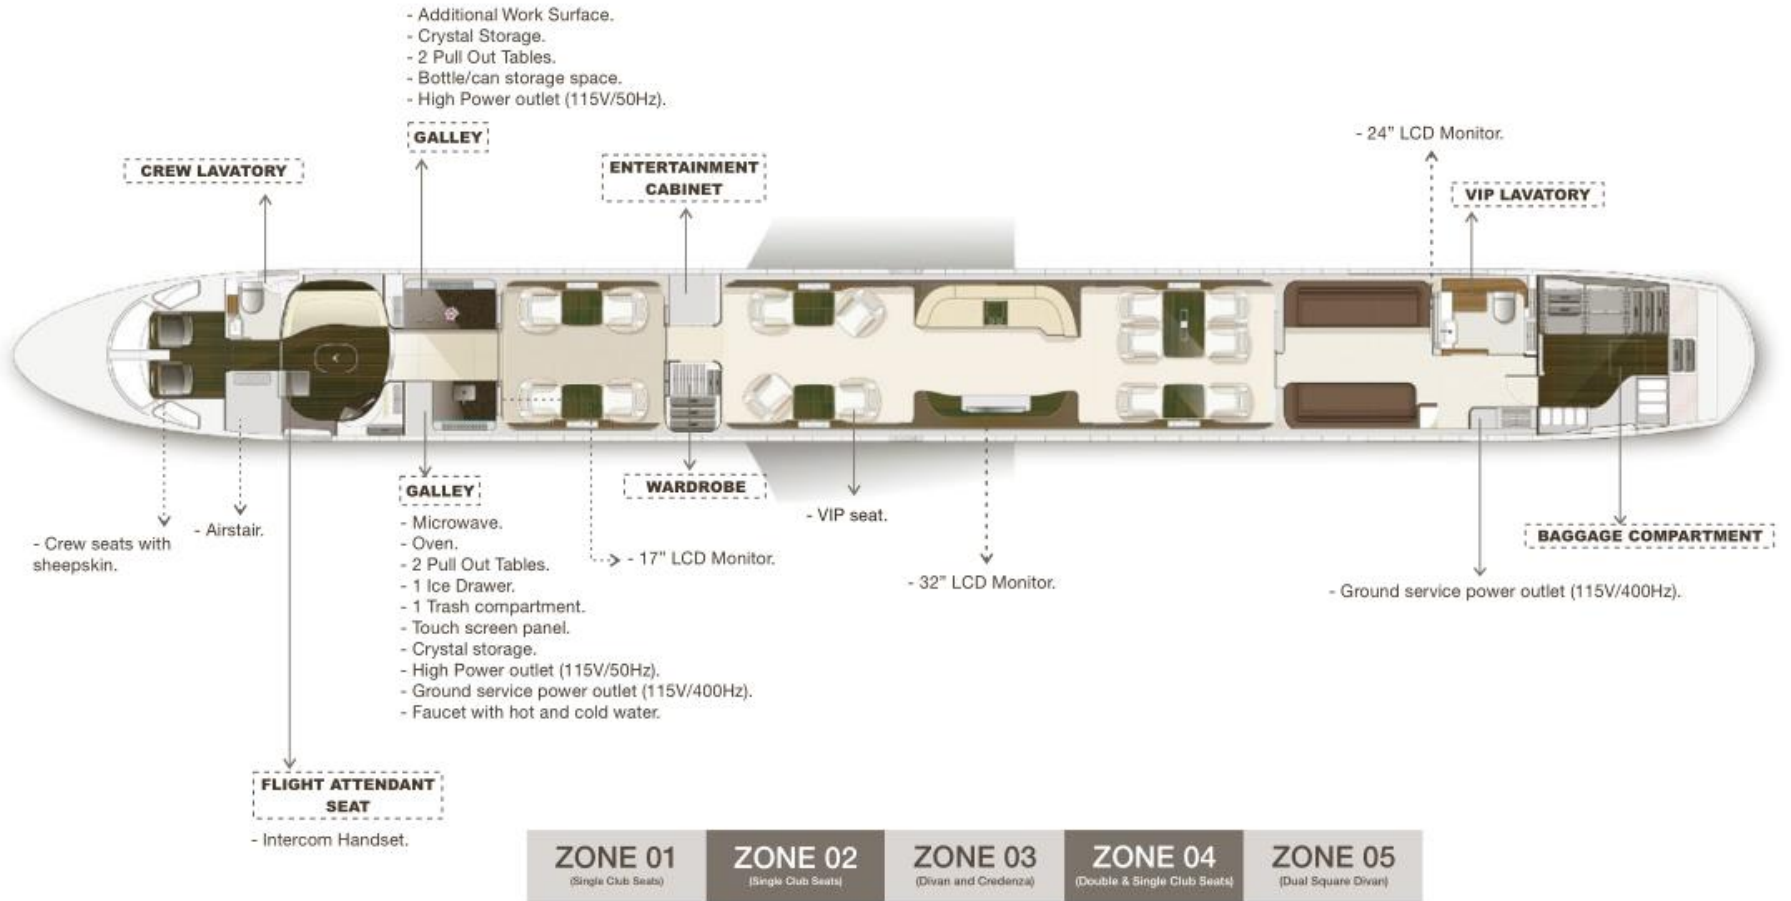 - Additional Work Surface.
- Crystal Storage.
- 2 Pull Out Tables.
- Bottle/can storage space.
- High Power outlet (115V/50Hz).
GALLEY
CREW LAVATORY
ENTERTAINMENT
CABINET
- 24” LCD Monitor.
VIP LAVATORY
- Crew seats with
sheepskin.
- Airstair.
GALLEY
- Microwave.
- Oven.
- 2 Pull Out Tables.
- 1 Ice Drawer.
- 1 Trash compartment.
- Touch screen panel.
- Crystal storage.
- High Power outlet (115V/50Hz).
- Ground service power outlet (115V/400Hz).
- Faucet with hot and cold water.
- 17” LCD Monitor.
WARDROBE
- VIP seat.
- 32” LCD Monitor.
BAGGAGE COMPARTMENT
- Ground service power outlet (115V/400Hz).
FLIGHT ATTENDANT
SEAT
- Intercom Handset.
ZONE 01
(Single Club Seats)
ZONE 02
(Single Club Seats)
ZONE 03
(Divan and Credenza)
ZONE 04
(Double & Single Club Seats)
ZONE 05
(Dual Square Divan)